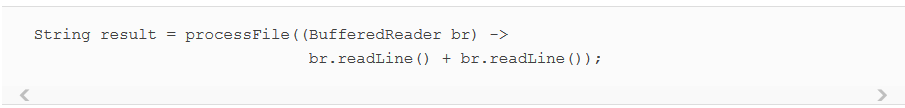 String result = processFile((BufferedReader br) ->
br.readLine() + br.readLine());